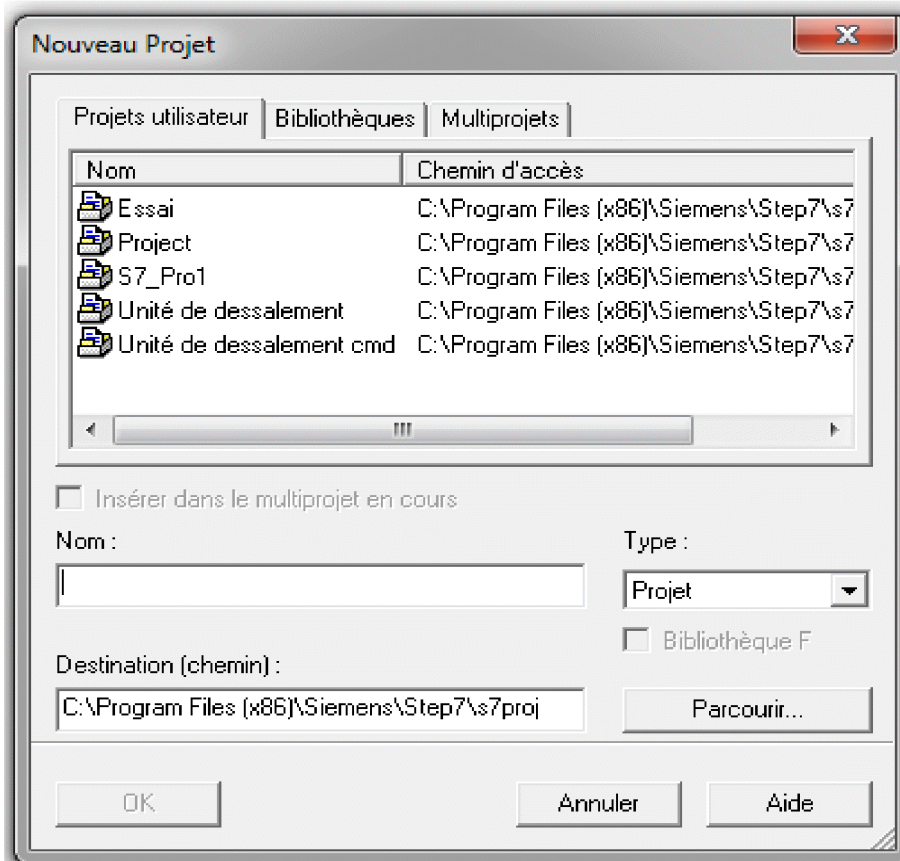 Nouveau Projet
Projets utilisateur Bibliothèques Multiprojets
Nom Chemin d'accès
Essai C:\Program Files (x86)\Siemens\Step7\s7
Project C:\Program Files (x86)\Siemens\Step7\s7
S7_Pro1 C:\Program Files (x86)\Siemens\Step7\s7
Unité de dessalement C:\Program Files (x86)\Siemens\Step7\s7
Unité de dessalement cmd C:\Program Files (x86)\Siemens\Step7\s7
Insérer dans le multiprojet en cours
Nom : Type :
Projet
Bibliothèque F
Destination (chemin) :
C:\Program Files (x86)\Siemens\Step7\s7proj Parcourir...
OK Annuler Aide